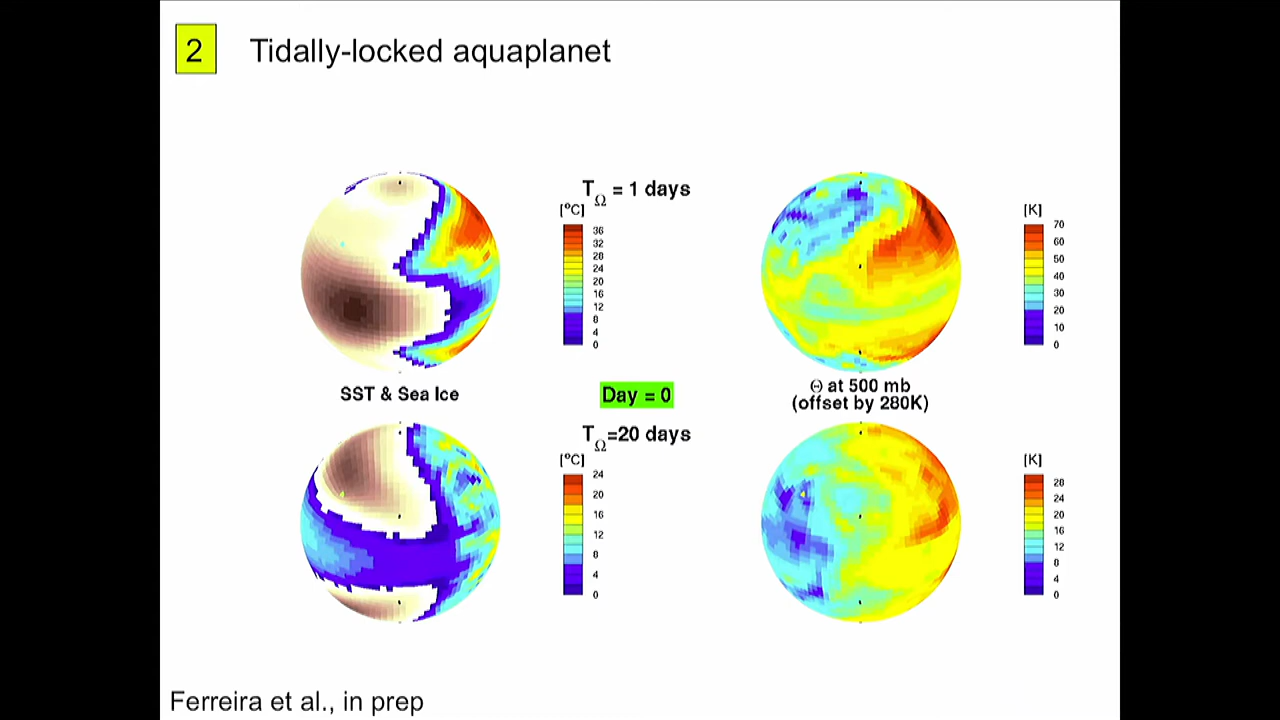 2
Tidally-locked aquaplanet
TΩ = 1 days
[°C]
36
32
28
24
20
16
12
8
4
0
[K]
70
60
50
40
30
20
10
0
SST & Sea Ice
Day = 0
Θ at 500 mb
(offset by 280K)
TΩ=20 days
[°C]
24
20
16
12
8
4
0
[K]
28
24
20
16
12
8
4
0
Ferreira et al., in prep